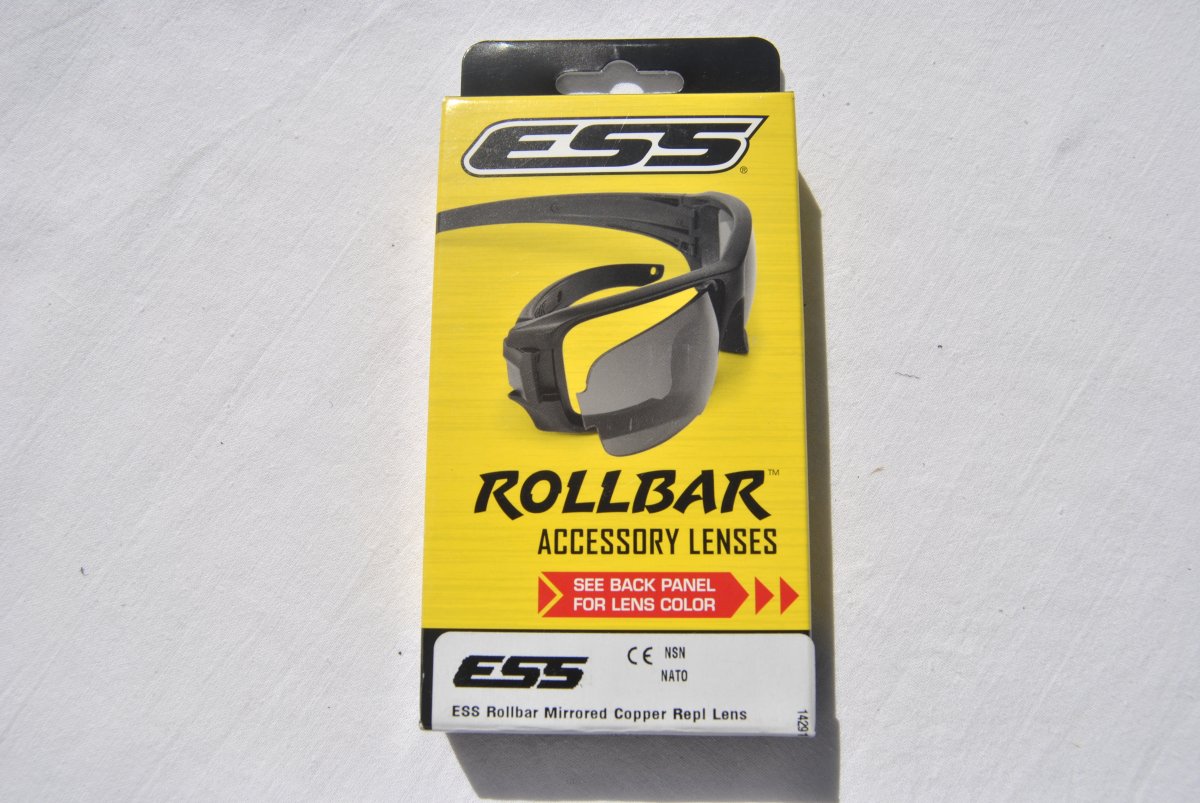 ESS®
ROLLBAR™
ACCESSORY LENSES
SEE BACK PANEL
FOR LENS COLOR
ESS CE NSN
NATO
ESS Rollbar Mirrored Copper Repl Lens
14291